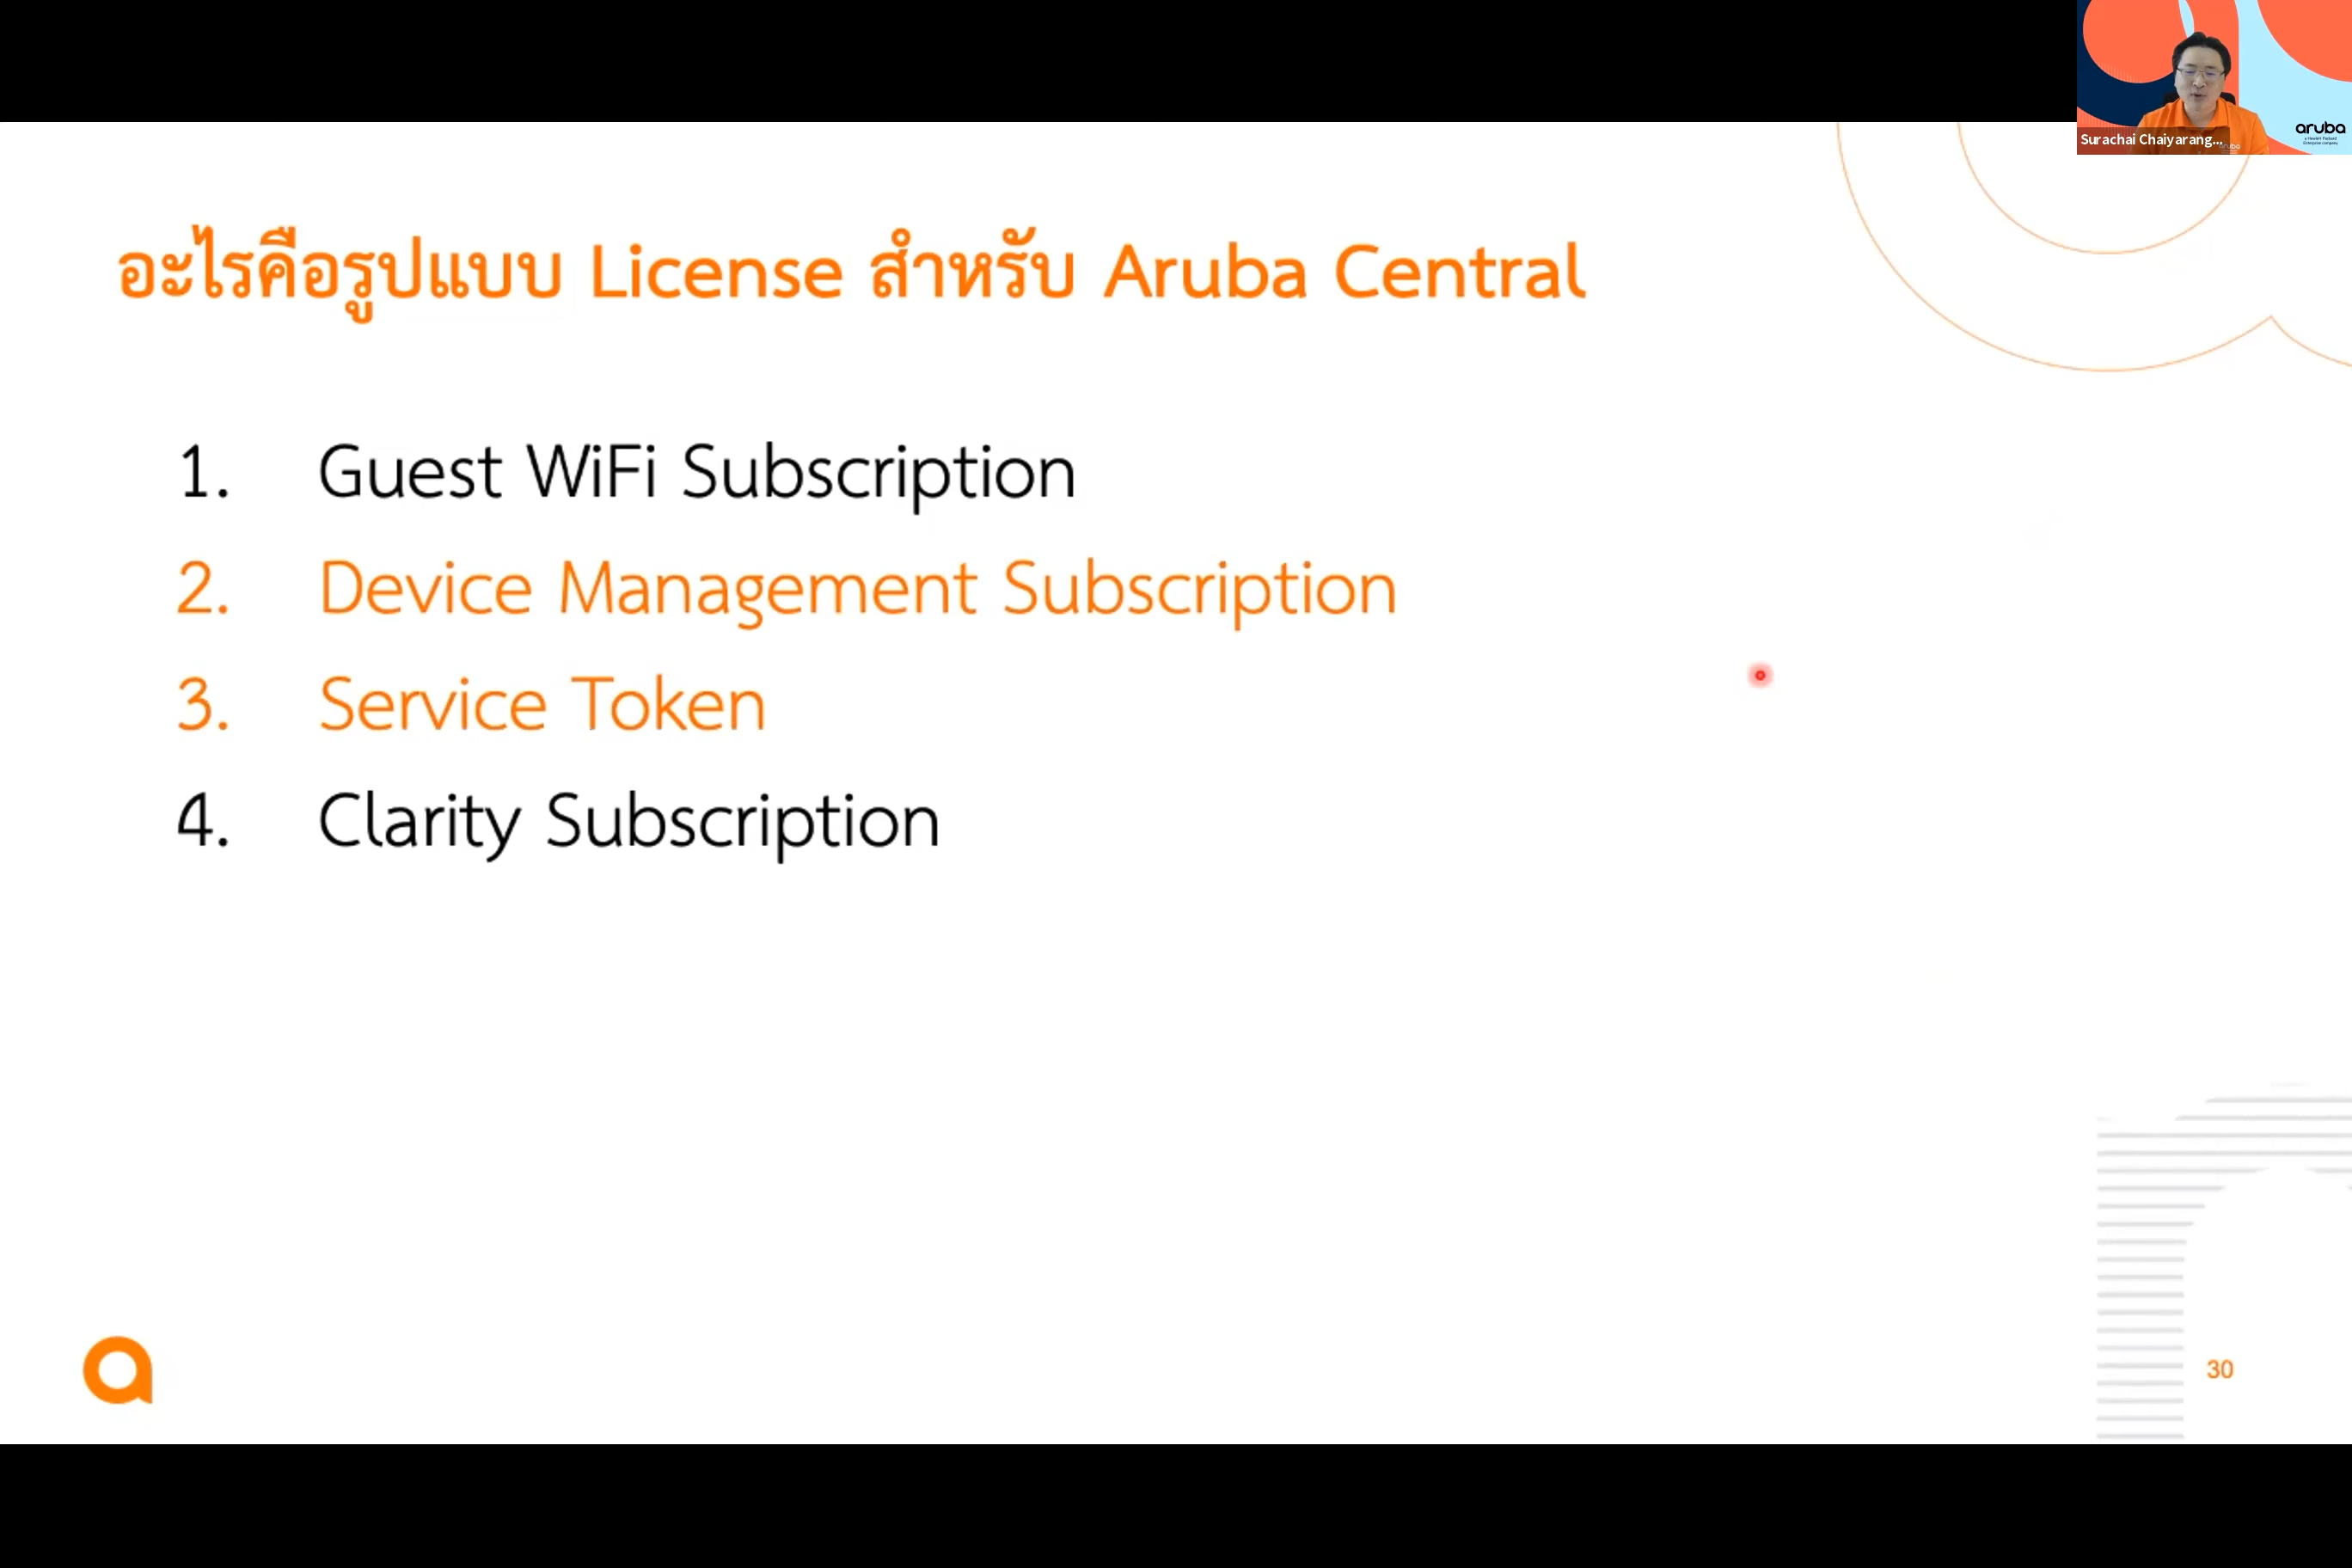 aruba
Surachai Chaiyarang...
อะไรคือรูปแบบ License สำหรับ Aruba Central
1. Guest WiFi Subscription
2. Device Management Subscription
3. Service Token
4. Clarity Subscription
30